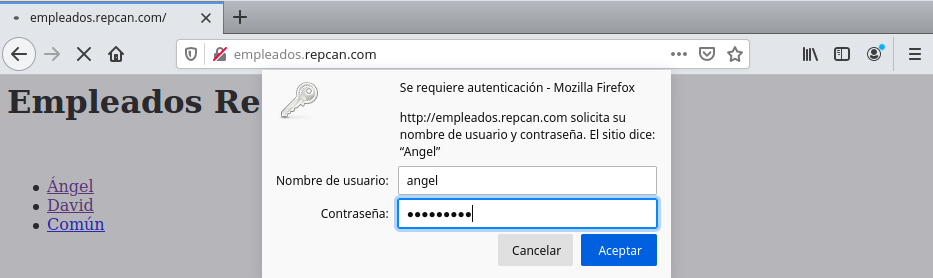 empleados.repcan.com/
empleados.repcan.com
Empleados Re
Ángel
David
Común
Se requiere autenticación - Mozilla Firefox
http://empleados.repcan.com solicita su
nombre de usuario y contraseña. El sitio dice:
“Angel”
Nombre de usuario: angel
Contraseña: ●●●●●●●●●
Cancelar Aceptar